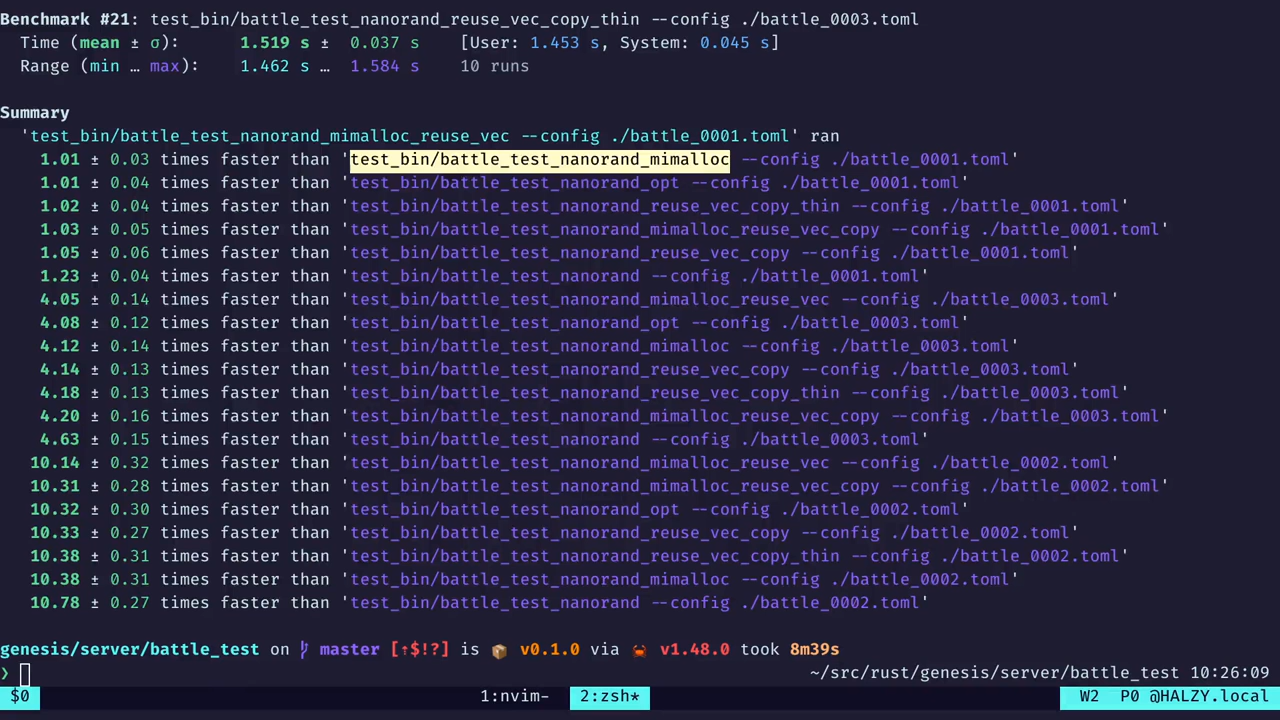 Benchmark #21: test_bin/battle_test_nanorand_reuse_vec_copy_thin --config ./battle_0003.toml
Time (mean ± σ): 1.519 s ± 0.037 s [User: 1.453 s, System: 0.045 s]
Range (min … max): 1.462 s … 1.584 s 10 runs
Summary
'test_bin/battle_test_nanorand_mimalloc_reuse_vec --config ./battle_0001.toml' ran
1.01 ± 0.03 times faster than 'test_bin/battle_test_nanorand_mimalloc --config ./battle_0001.toml'
1.01 ± 0.04 times faster than 'test_bin/battle_test_nanorand_opt --config ./battle_0001.toml'
1.02 ± 0.04 times faster than 'test_bin/battle_test_nanorand_reuse_vec_copy_thin --config ./battle_0001.toml'
1.03 ± 0.05 times faster than 'test_bin/battle_test_nanorand_mimalloc_reuse_vec_copy --config ./battle_0001.toml'
1.05 ± 0.06 times faster than 'test_bin/battle_test_nanorand_reuse_vec_copy --config ./battle_0001.toml'
1.23 ± 0.04 times faster than 'test_bin/battle_test_nanorand --config ./battle_0001.toml'
4.05 ± 0.14 times faster than 'test_bin/battle_test_nanorand_mimalloc_reuse_vec --config ./battle_0003.toml'
4.08 ± 0.12 times faster than 'test_bin/battle_test_nanorand_opt --config ./battle_0003.toml'
4.12 ± 0.14 times faster than 'test_bin/battle_test_nanorand_mimalloc --config ./battle_0003.toml'
4.14 ± 0.13 times faster than 'test_bin/battle_test_nanorand_reuse_vec_copy --config ./battle_0003.toml'
4.18 ± 0.13 times faster than 'test_bin/battle_test_nanorand_reuse_vec_copy_thin --config ./battle_0003.toml'
4.20 ± 0.16 times faster than 'test_bin/battle_test_nanorand_mimalloc_reuse_vec_copy --config ./battle_0003.toml'
4.63 ± 0.15 times faster than 'test_bin/battle_test_nanorand --config ./battle_0003.toml'
10.14 ± 0.32 times faster than 'test_bin/battle_test_nanorand_mimalloc_reuse_vec --config ./battle_0002.toml'
10.31 ± 0.28 times faster than 'test_bin/battle_test_nanorand_mimalloc_reuse_vec_copy --config ./battle_0002.toml'
10.32 ± 0.30 times faster than 'test_bin/battle_test_nanorand_opt --config ./battle_0002.toml'
10.33 ± 0.27 times faster than 'test_bin/battle_test_nanorand_reuse_vec_copy --config ./battle_0002.toml'
10.38 ± 0.31 times faster than 'test_bin/battle_test_nanorand_reuse_vec_copy_thin --config ./battle_0002.toml'
10.38 ± 0.31 times faster than 'test_bin/battle_test_nanorand_mimalloc --config ./battle_0002.toml'
10.78 ± 0.27 times faster than 'test_bin/battle_test_nanorand --config ./battle_0002.toml'
genesis/server/battle_test on master [↑$!?] is 📦 v0.1.0 via 🦀 v1.48.0 took 8m39s
❯ ~/src/rust/genesis/server/battle_test 10:26:09
$0 1:nvim- 2:zsh* W2 P0 @HALZY.local